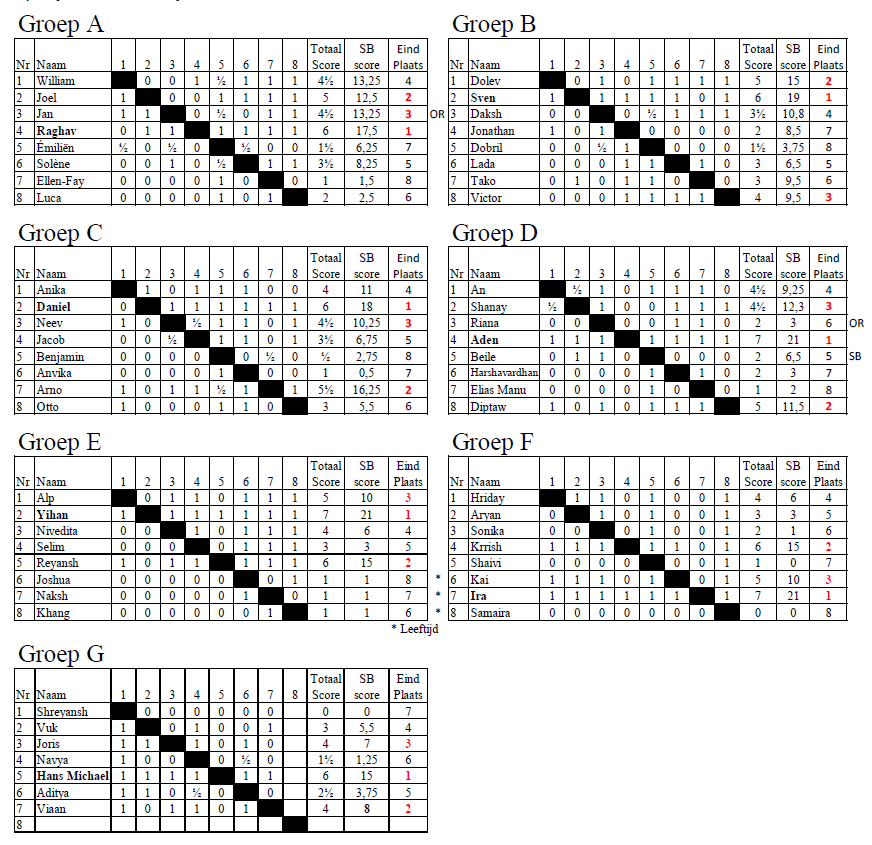 Groep A
Totaal SB Eind
Nr Naam 1 2 3 4 5 6 7 8 Score score Plaats
1 William 0 0 1 ½ 1 1 1 4½ 13,25 4
2 Joel 1 0 0 1 1 1 1 5 12,5 2
3 Jan 1 1 0 ½ 0 1 1 4½ 13,25 3 OR
4 Raghav 0 1 1 1 1 1 1 6 17,5 1
5 Émiliën ½ 0 ½ 0 ½ 0 0 1½ 6,25 7
6 Solène 0 0 1 0 ½ 1 1 3½ 8,25 5
7 Ellen-Fay 0 0 0 0 1 0 0 1 1,5 8
8 Luca 0 0 0 0 1 0 1 2 2,5 6
Groep B
Totaal SB Eind
Nr Naam 1 2 3 4 5 6 7 8 Score score Plaats
1 Dolev 0 1 0 1 1 1 1 5 15 2
2 Sven 1 1 1 1 1 0 1 6 19 1
3 Daksh 0 0 0 ½ 1 1 1 3½ 10,8 4
4 Jonathan 1 0 1 0 0 0 0 2 8,5 7
5 Dobril 0 0 ½ 1 0 0 0 1½ 3,75 8
6 Lada 0 0 0 1 1 1 0 3 6,5 5
7 Tako 0 1 0 1 1 0 0 3 9,5 6
8 Victor 0 0 0 1 1 1 1 4 9,5 3
Groep C
Totaal SB Eind
Nr Naam 1 2 3 4 5 6 7 8 Score score Plaats
1 Anika 1 0 1 1 1 0 0 4 11 4
2 Daniel 0 1 1 1 1 1 1 6 18 1
3 Neev 1 0 ½ 1 1 0 1 4½ 10,25 3
4 Jacob 0 0 ½ 1 1 0 1 3½ 6,75 5
5 Benjamin 0 0 0 0 0 ½ 0 ½ 2,75 8
6 Anvika 0 0 0 0 1 0 0 1 0,5 7
7 Arno 1 0 1 1 ½ 1 1 5½ 16,25 2
8 Otto 1 0 0 0 1 1 0 3 5,5 6
Groep D
Totaal SB Eind
Nr Naam 1 2 3 4 5 6 7 8 Score score Plaats
1 An ½ 1 0 1 1 1 0 4½ 9,25 4
2 Shanay ½ 1 0 0 1 1 1 4½ 12,3 3
3 Riana 0 0 0 0 1 1 0 2 3 6 OR
4 Aden 1 1 1 1 1 1 1 7 21 1
5 Beile 0 1 1 0 0 0 0 2 6,5 5 SB
6 Harshavardhan 0 0 0 0 1 1 0 2 3 7
7 Elias Manu 0 0 0 0 1 0 0 1 2 8
8 Diptaw 1 0 1 0 1 1 1 5 11,5 2
Groep E
Totaal SB Eind
Nr Naam 1 2 3 4 5 6 7 8 Score score Plaats
1 Alp 0 1 1 0 1 1 1 5 10 3
2 Yihan 1 1 1 1 1 1 1 7 21 1
3 Nivedita 0 0 1 0 1 1 1 4 6 4
4 Selim 0 0 0 0 1 1 1 3 3 5
5 Reyansh 1 0 1 1 1 1 1 6 15 2
6 Joshua 0 0 0 0 0 0 1 1 1 8 *
7 Naksh 0 0 0 0 0 1 0 1 1 7 *
8 Khang 0 0 0 0 0 0 1 1 1 6 *
* Leeftijd
Groep F
Totaal SB Eind
Nr Naam 1 2 3 4 5 6 7 8 Score score Plaats
1 Hriday 1 1 0 1 0 0 1 4 6 4
2 Aryan 0 1 0 1 0 0 1 3 3 5
3 Sonika 0 0 0 1 0 0 1 2 1 6
4 Krrish 1 1 1 1 1 0 1 6 15 2
5 Shaivi 0 0 0 0 0 0 1 1 0 7
6 Kai 1 1 1 0 1 0 1 5 10 3
7 Ira 1 1 1 1 1 1 1 7 21 1
8 Samaira 0 0 0 0 0 0 0 0 0 8
Groep G
Totaal SB Eind
Nr Naam 1 2 3 4 5 6 7 8 Score score Plaats
1 Shreyansh 0 0 0 0 0 0 0 0 7
2 Vuk 1 0 1 0 0 1 3 5,5 4
3 Joris 1 1 1 0 1 0 4 7 3
4 Navya 1 0 0 0 ½ 0 1½ 1,25 6
5 Hans Michael 1 1 1 1 1 1 6 15 1
6 Aditya 1 1 0 ½ 0 0 2½ 3,75 5
7 Viaan 1 0 1 1 0 1 4 8 2
8